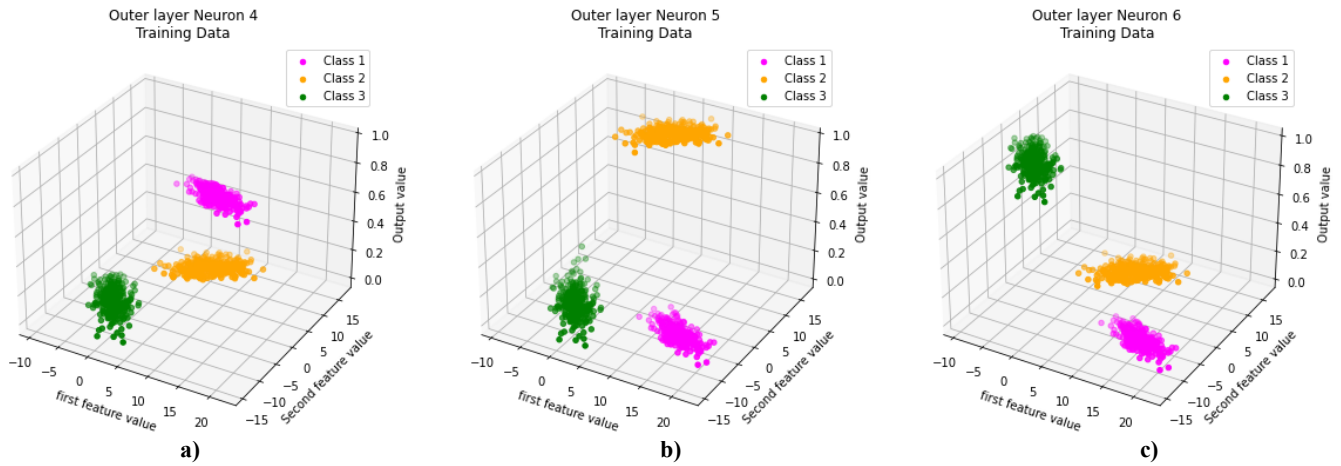 Outer layer Neuron 4
Training Data
Class 1
Class 2
Class 3
1.0
0.8
0.6
0.4
0.2
0.0
Output value
−10
−5
0
5
10
15
20
first feature value
−15
−10
−5
0
5
10
15
Second feature value
a)
Outer layer Neuron 5
Training Data
Class 1
Class 2
Class 3
1.0
0.8
0.6
0.4
0.2
0.0
Output value
−10
−5
0
5
10
15
20
first feature value
−15
−10
−5
0
5
10
15
Second feature value
b)
Outer layer Neuron 6
Training Data
Class 1
Class 2
Class 3
1.0
0.8
0.6
0.4
0.2
0.0
Output value
−10
−5
0
5
10
15
20
first feature value
−15
−10
−5
0
5
10
15
Second feature value
c)